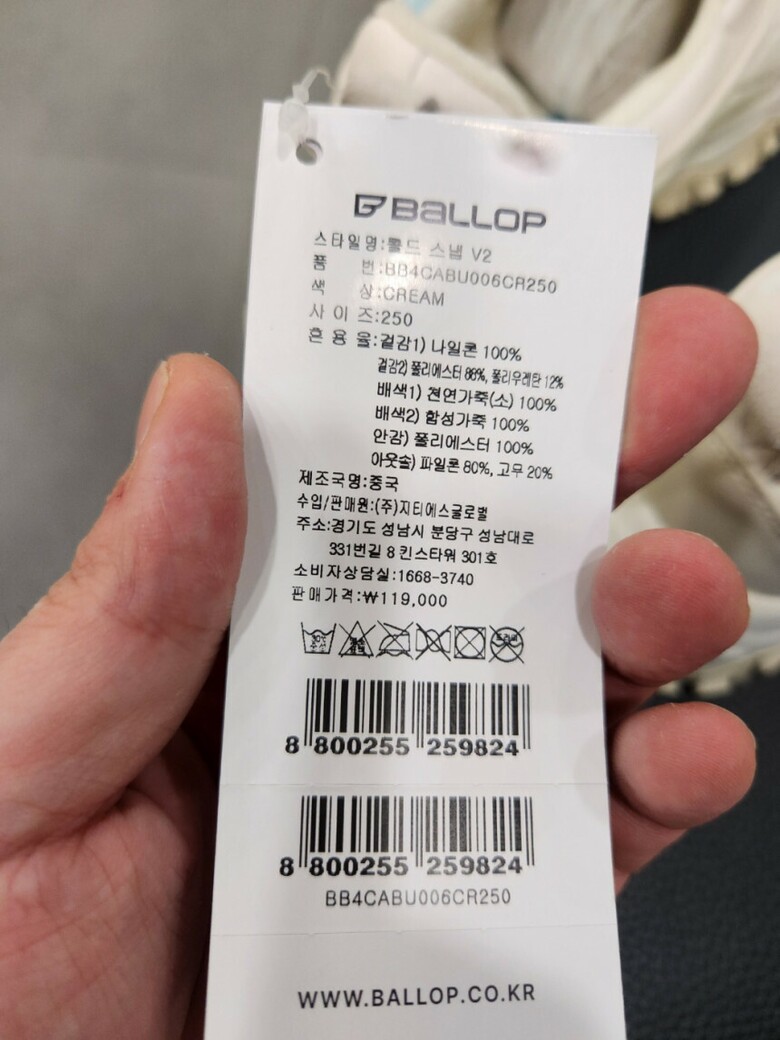 BALLOP
스타일명:콜드 스냅 V2
품 번:BB4CABU006CR250
색 상:CREAM
사 이 즈:250
혼 용 율:겉감1) 나일론 100%
겉감2) 폴리에스터 88%, 폴리우레탄 12%
배색1) 천연가죽(소) 100%
배색2) 합성가죽 100%
안감) 폴리에스터 100%
아웃솔) 파일론 80%, 고무 20%
제조국명:중국
수입/판매원:(주)지티에스글로벌
주소:경기도 성남시 분당구 성남대로
331번길 8 킨스타워 301호
소비자상담실:1668-3740
판매가격:₩119,000
8 800255 259824
8 800255 259824
BB4CABU006CR250
WWW.BALLOP.CO.KR